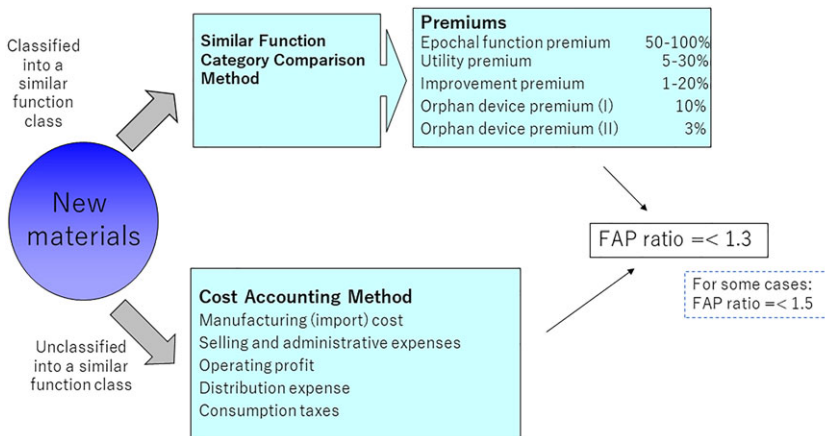 Classified
into a
similar
function
class
New
materials
Unclassified
into a similar
function class
Similar Function
Category Comparison
Method
Premiums
Epochal function premium 50-100%
Utility premium 5-30%
Improvement premium 1-20%
Orphan device premium (I) 10%
Orphan device premium (II) 3%
Cost Accounting Method
Manufacturing (import) cost
Selling and administrative expenses
Operating profit
Distribution expense
Consumption taxes
FAP ratio =< 1.3
For some cases:
FAP ratio =< 1.5